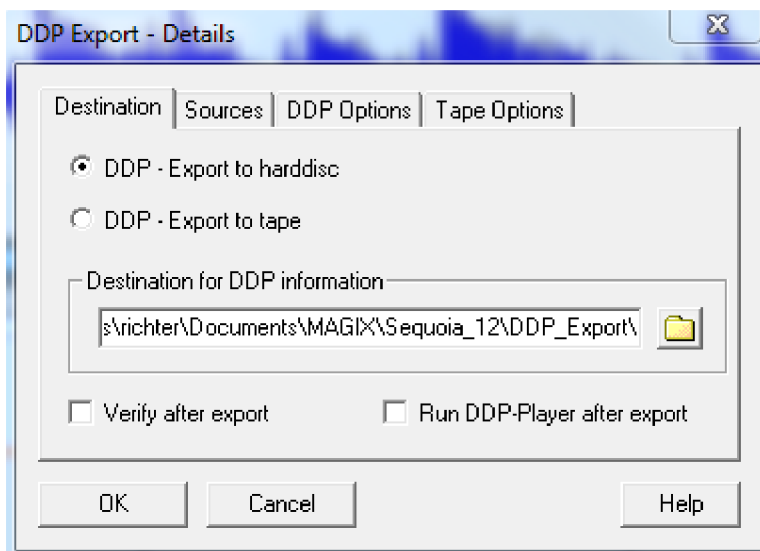 DDP Export - Details
Destination Sources DDP Options Tape Options
DDP - Export to harddisc
DDP - Export to tape
Destination for DDP information
s\richter\Documents\MAGIX\Sequoia_12\DDP_Export\
Verify after export Run DDP-Player after export
OK Cancel Help